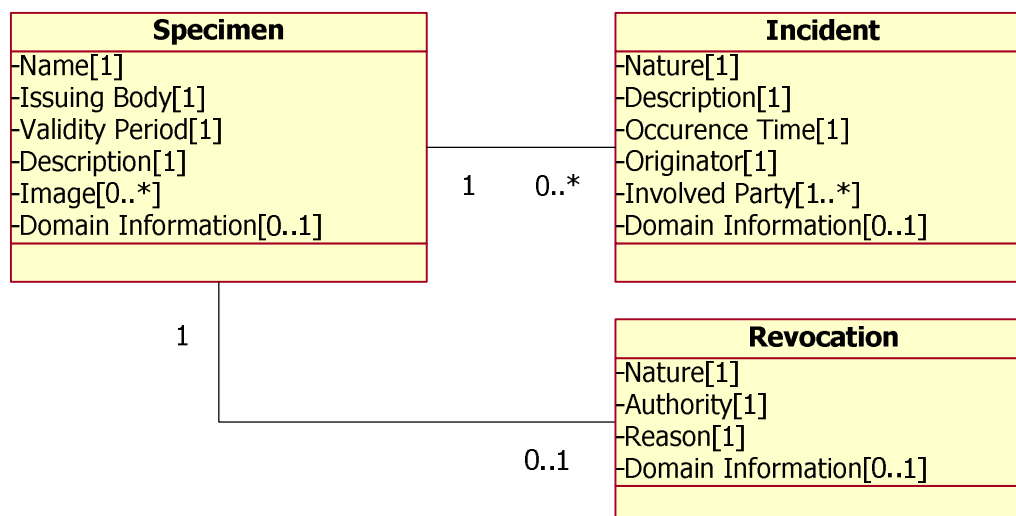 Specimen
-Name[1]
-Issuing Body[1]
-Validity Period[1]
-Description[1]
-Image[0..*]
-Domain Information[0..1]
1
0..*
Incident
-Nature[1]
-Description[1]
-Occurence Time[1]
-Originator[1]
-Involved Party[1..*]
-Domain Information[0..1]
1
0..1
Revocation
-Nature[1]
-Authority[1]
-Reason[1]
-Domain Information[0..1]